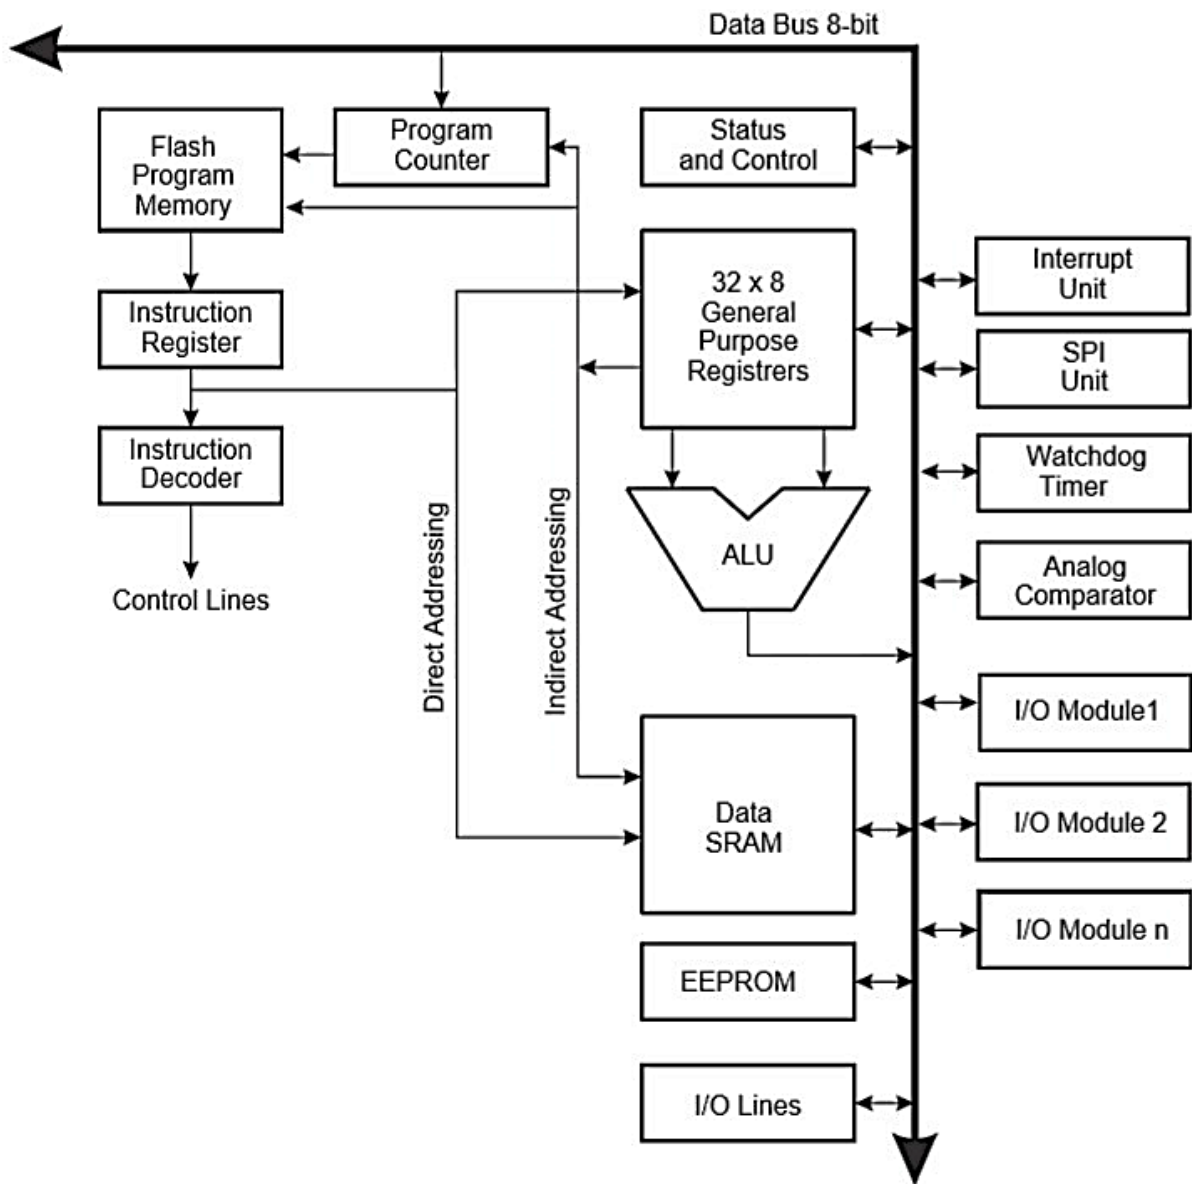 Data Bus 8-bit
Flash
Program
Memory
Program
Counter
Status
and Control
Instruction
Register
32 x 8
General
Purpose
Registrers
Interrupt
Unit
SPI
Unit
Instruction
Decoder
Control Lines
Direct Addressing
Indirect Addressing
ALU
Watchdog
Timer
Analog
Comparator
I/O Module1
Data
SRAM
I/O Module 2
I/O Module n
EEPROM
I/O Lines